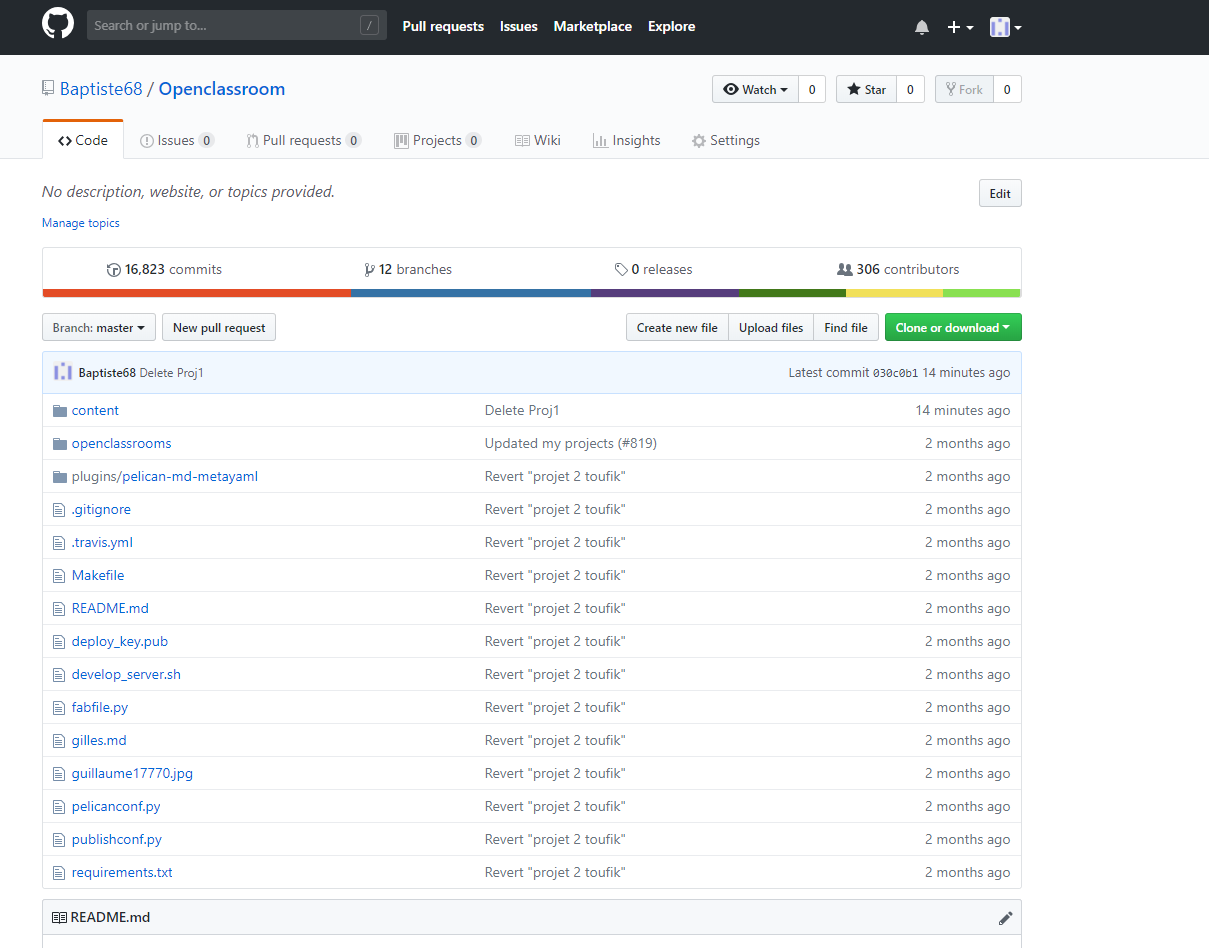 Search or jump to... / Pull requests Issues Marketplace Explore
Baptiste68 / Openclassroom Watch 0 Star 0 Fork 0
Code Issues 0 Pull requests 0 Projects 0 Wiki Insights Settings
No description, website, or topics provided. Edit
Manage topics
16,823 commits 12 branches 0 releases 306 contributors
Branch: master New pull request Create new file Upload files Find file Clone or download
Baptiste68 Delete Proj1 Latest commit 030c0b1 14 minutes ago
content Delete Proj1 14 minutes ago
openclassrooms Updated my projects (#819) 2 months ago
plugins/pelican-md-metayaml Revert "projet 2 toufik" 2 months ago
.gitignore Revert "projet 2 toufik" 2 months ago
.travis.yml Revert "projet 2 toufik" 2 months ago
Makefile Revert "projet 2 toufik" 2 months ago
README.md Revert "projet 2 toufik" 2 months ago
deploy_key.pub Revert "projet 2 toufik" 2 months ago
develop_server.sh Revert "projet 2 toufik" 2 months ago
fabfile.py Revert "projet 2 toufik" 2 months ago
gilles.md Revert "projet 2 toufik" 2 months ago
guillaume17770.jpg Revert "projet 2 toufik" 2 months ago
pelicanconf.py Revert "projet 2 toufik" 2 months ago
publishconf.py Revert "projet 2 toufik" 2 months ago
requirements.txt Revert "projet 2 toufik" 2 months ago
README.md